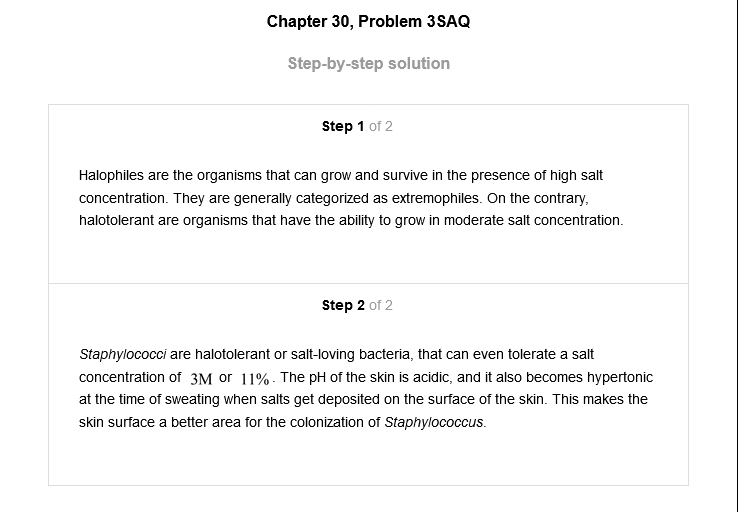 Chapter 30, Problem 3SAQ
Step-by-step solution
Step 1 of 2
Halophiles are the organisms that can grow and survive in the presence of high salt
concentration. They are generally categorized as extremophiles. On the contrary,
halotolerant are organisms that have the ability to grow in moderate salt concentration.
Step 2 of 2
Staphylococci are halotolerant or salt-loving bacteria, that can even tolerate a salt
concentration of 3M or 11% . The pH of the skin is acidic, and it also becomes hypertonic
at the time of sweating when salts get deposited on the surface of the skin. This makes the
skin surface a better area for the colonization of Staphylococcus.